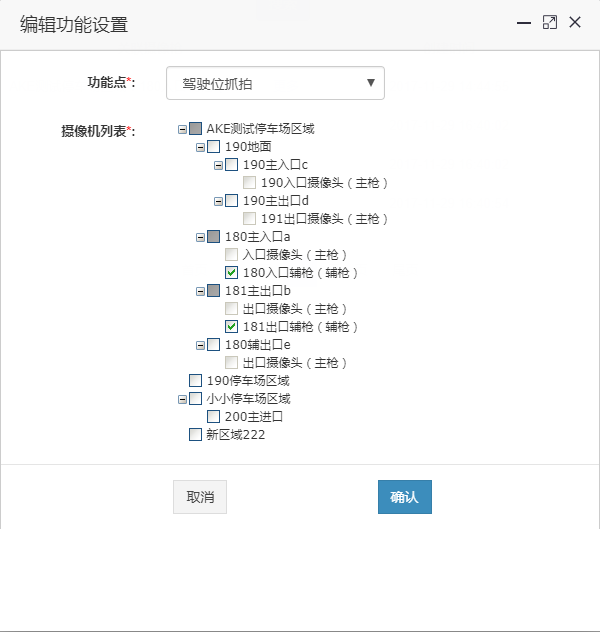 编辑功能设置
功能点*:
驾驶位抓拍
摄像机列表*:
AKE测试停车场区域
190地面
190主入口c
190入口摄像头（主枪）
190主出口d
191出口摄像头（主枪）
180主入口a
入口摄像头（主枪）
180入口辅枪（辅枪）
181主出口b
出口摄像头（主枪）
181出口辅枪（辅枪）
180辅出口e
出口摄像头（主枪）
190停车场区域
小小停车场区域
200主进口
新区域222
取消
确认